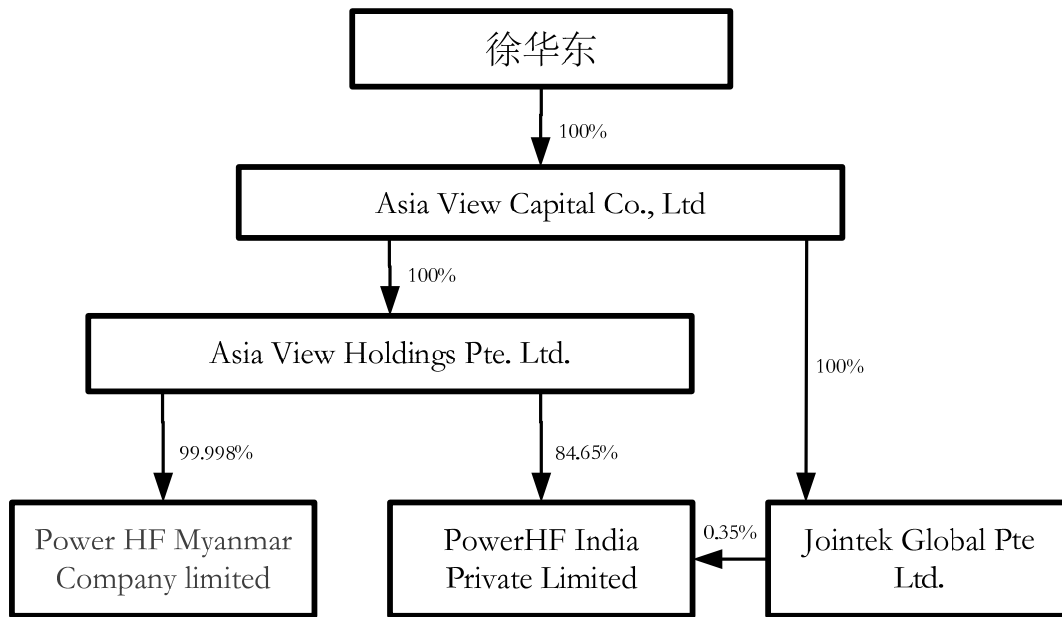 徐华东
100%
Asia View Capital Co., Ltd
100%
Asia View Holdings Pte. Ltd.
100%
99.998%
84.65%
Power HF Myanmar
Company limited
PowerHF India
Private Limited
0.35%
Jointek Global Pte
Ltd.